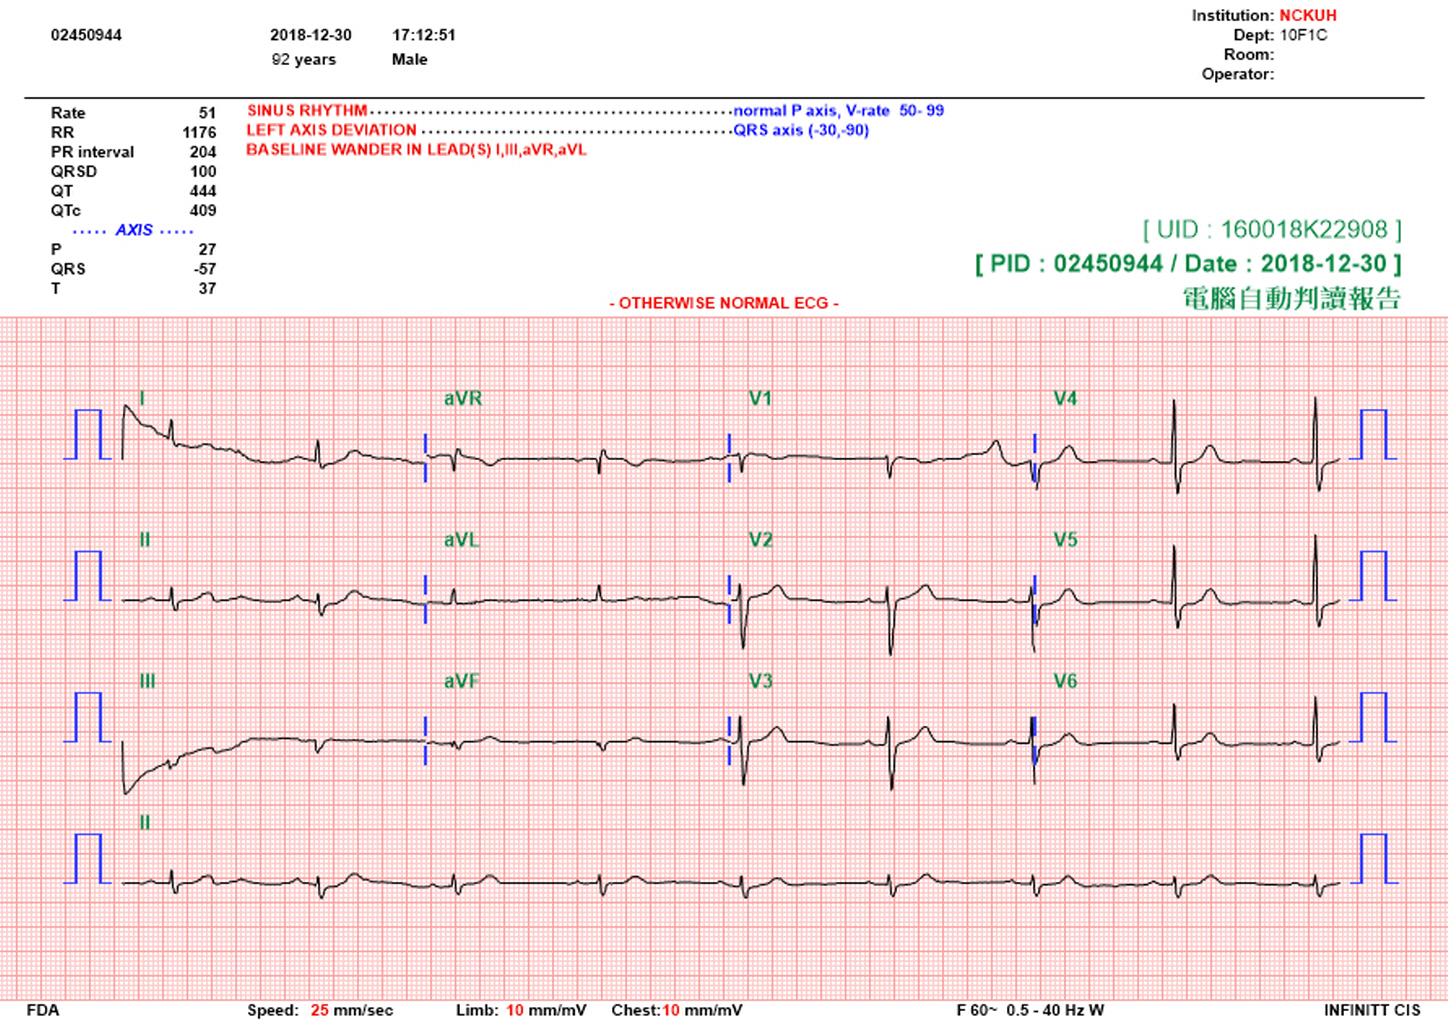 Institution: NCKUH
02450944 2018-12-30 17:12:51 Dept: 10F1C
92 years Male Room:
Operator:
Rate 51 SINUS RHYTHM normal P axis, V-rate 50- 99
RR 1176 LEFT AXIS DEVIATION QRS axis (-30,-90)
PR interval 204 BASELINE WANDER IN LEAD(S) I,III,aVR,aVL
QRSD 100
QT 444
QTc 409
..... AXIS .....
P 27
QRS -57
T 37
[ UID : 160018K22908 ]
[ PID : 02450944 / Date : 2018-12-30 ]
電腦自動判讀報告
- OTHERWISE NORMAL ECG -
I aVR V1 V4
II aVL V2 V5
III aVF V3 V6
II
FDA Speed: 25 mm/sec Limb: 10 mm/mV Chest:10 mm/mV F 60~ 0.5 - 40 Hz W INFINITT CIS